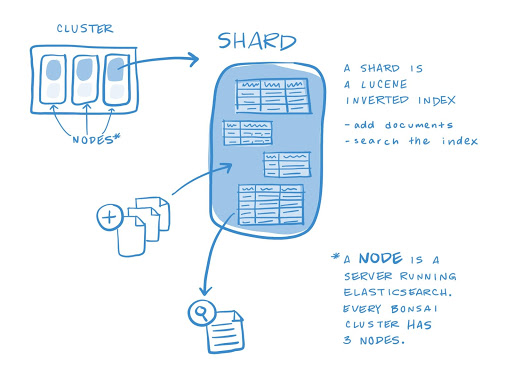 CLUSTER
NODES*
SHARD
A SHARD IS
A LUCENE
INVERTED INDEX
- add documents
- search the index
* A NODE IS A
SERVER RUNNING
ELASTICSEARCH.
EVERY BONSAI
CLUSTER HAS
3 NODES.